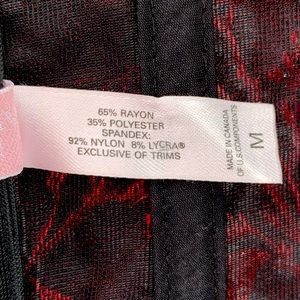 65% RAYON
35% POLYESTER
SPANDEX:
92% NYLON 8% LYCRA®
EXCLUSIVE OF TRIMS
MADE IN CANADA
OF U.S. COMPONENTS
M